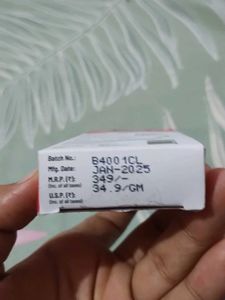 Batch No.: B4001CL
Mfg. Date: JAN-2025
M.R.P.(₹): 349/-
(Inc. of all taxes)
U.S.P.(₹): 34.9/GM
(Inc. of all taxes)